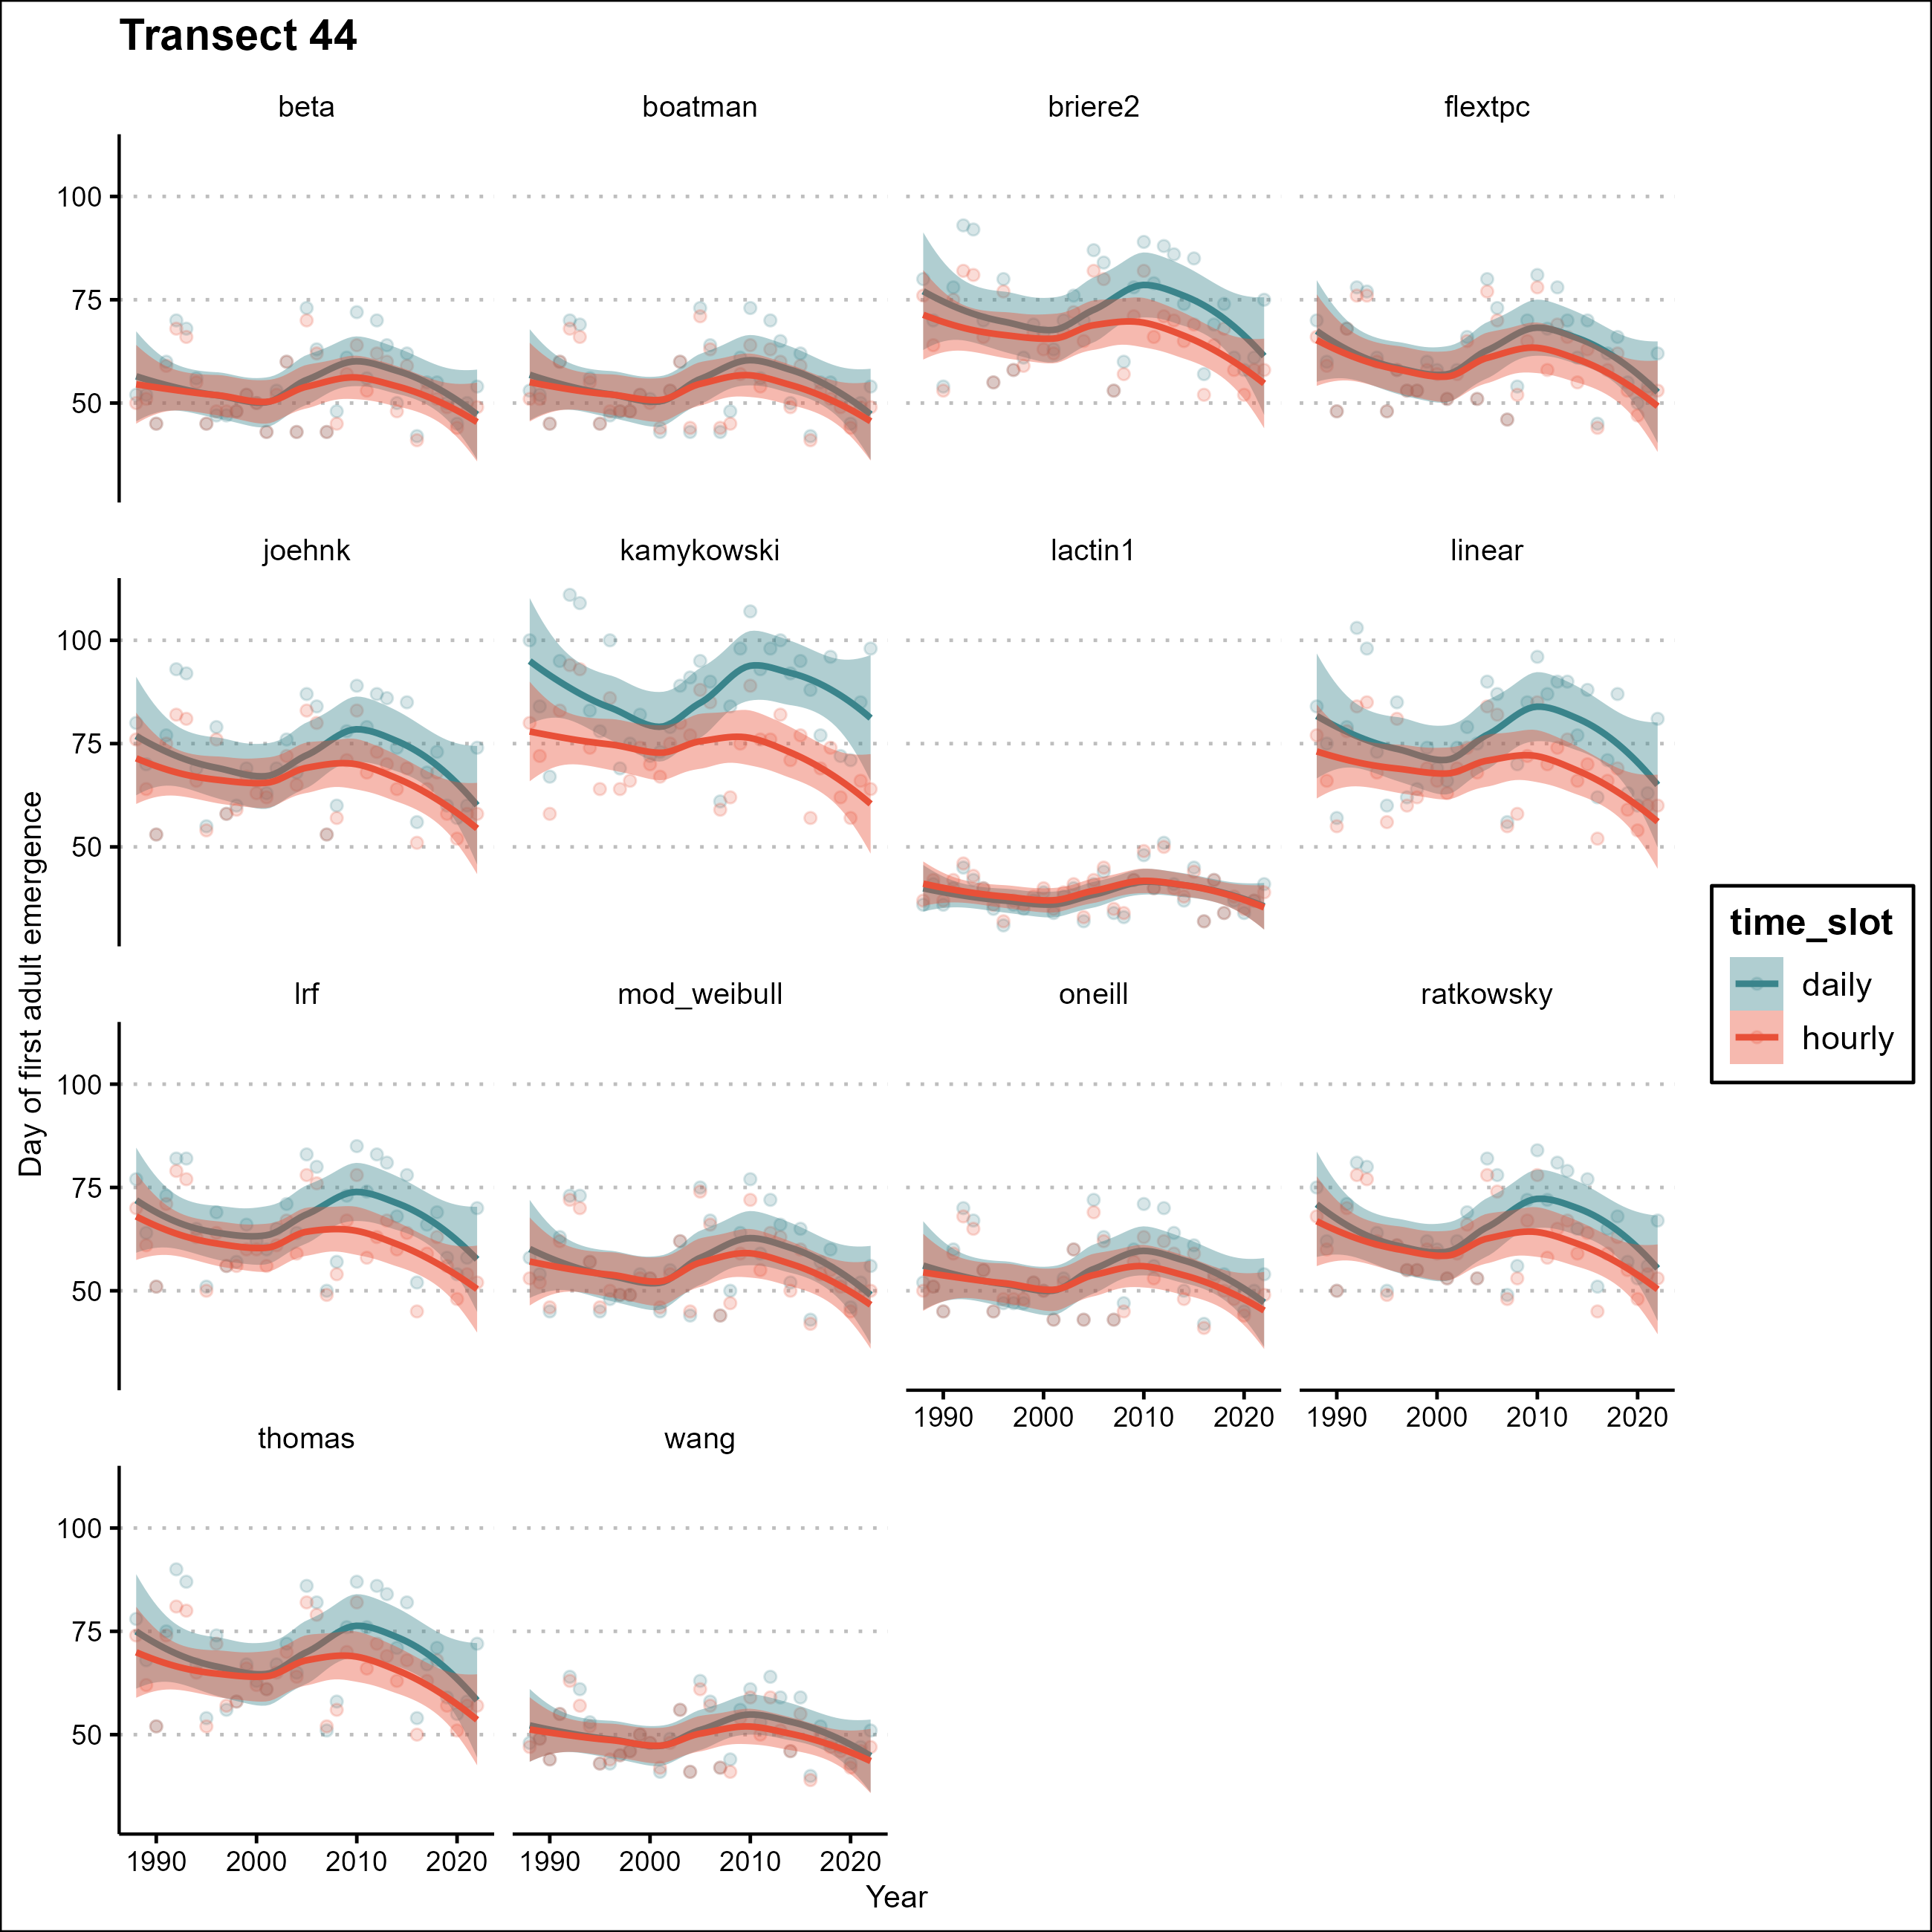 Transect 44
beta boatman briere2 flextpc
100
75
50
joehnk kamykowski lactin1 linear
100
75
50
lrf mod_weibull oneill ratkowsky
100
75
50
1990 2000 2010 2020 1990 2000 2010 2020
thomas wang
100
75
50
1990 2000 2010 2020 1990 2000 2010 2020
Year
Day of first adult emergence
time_slot
daily
hourly